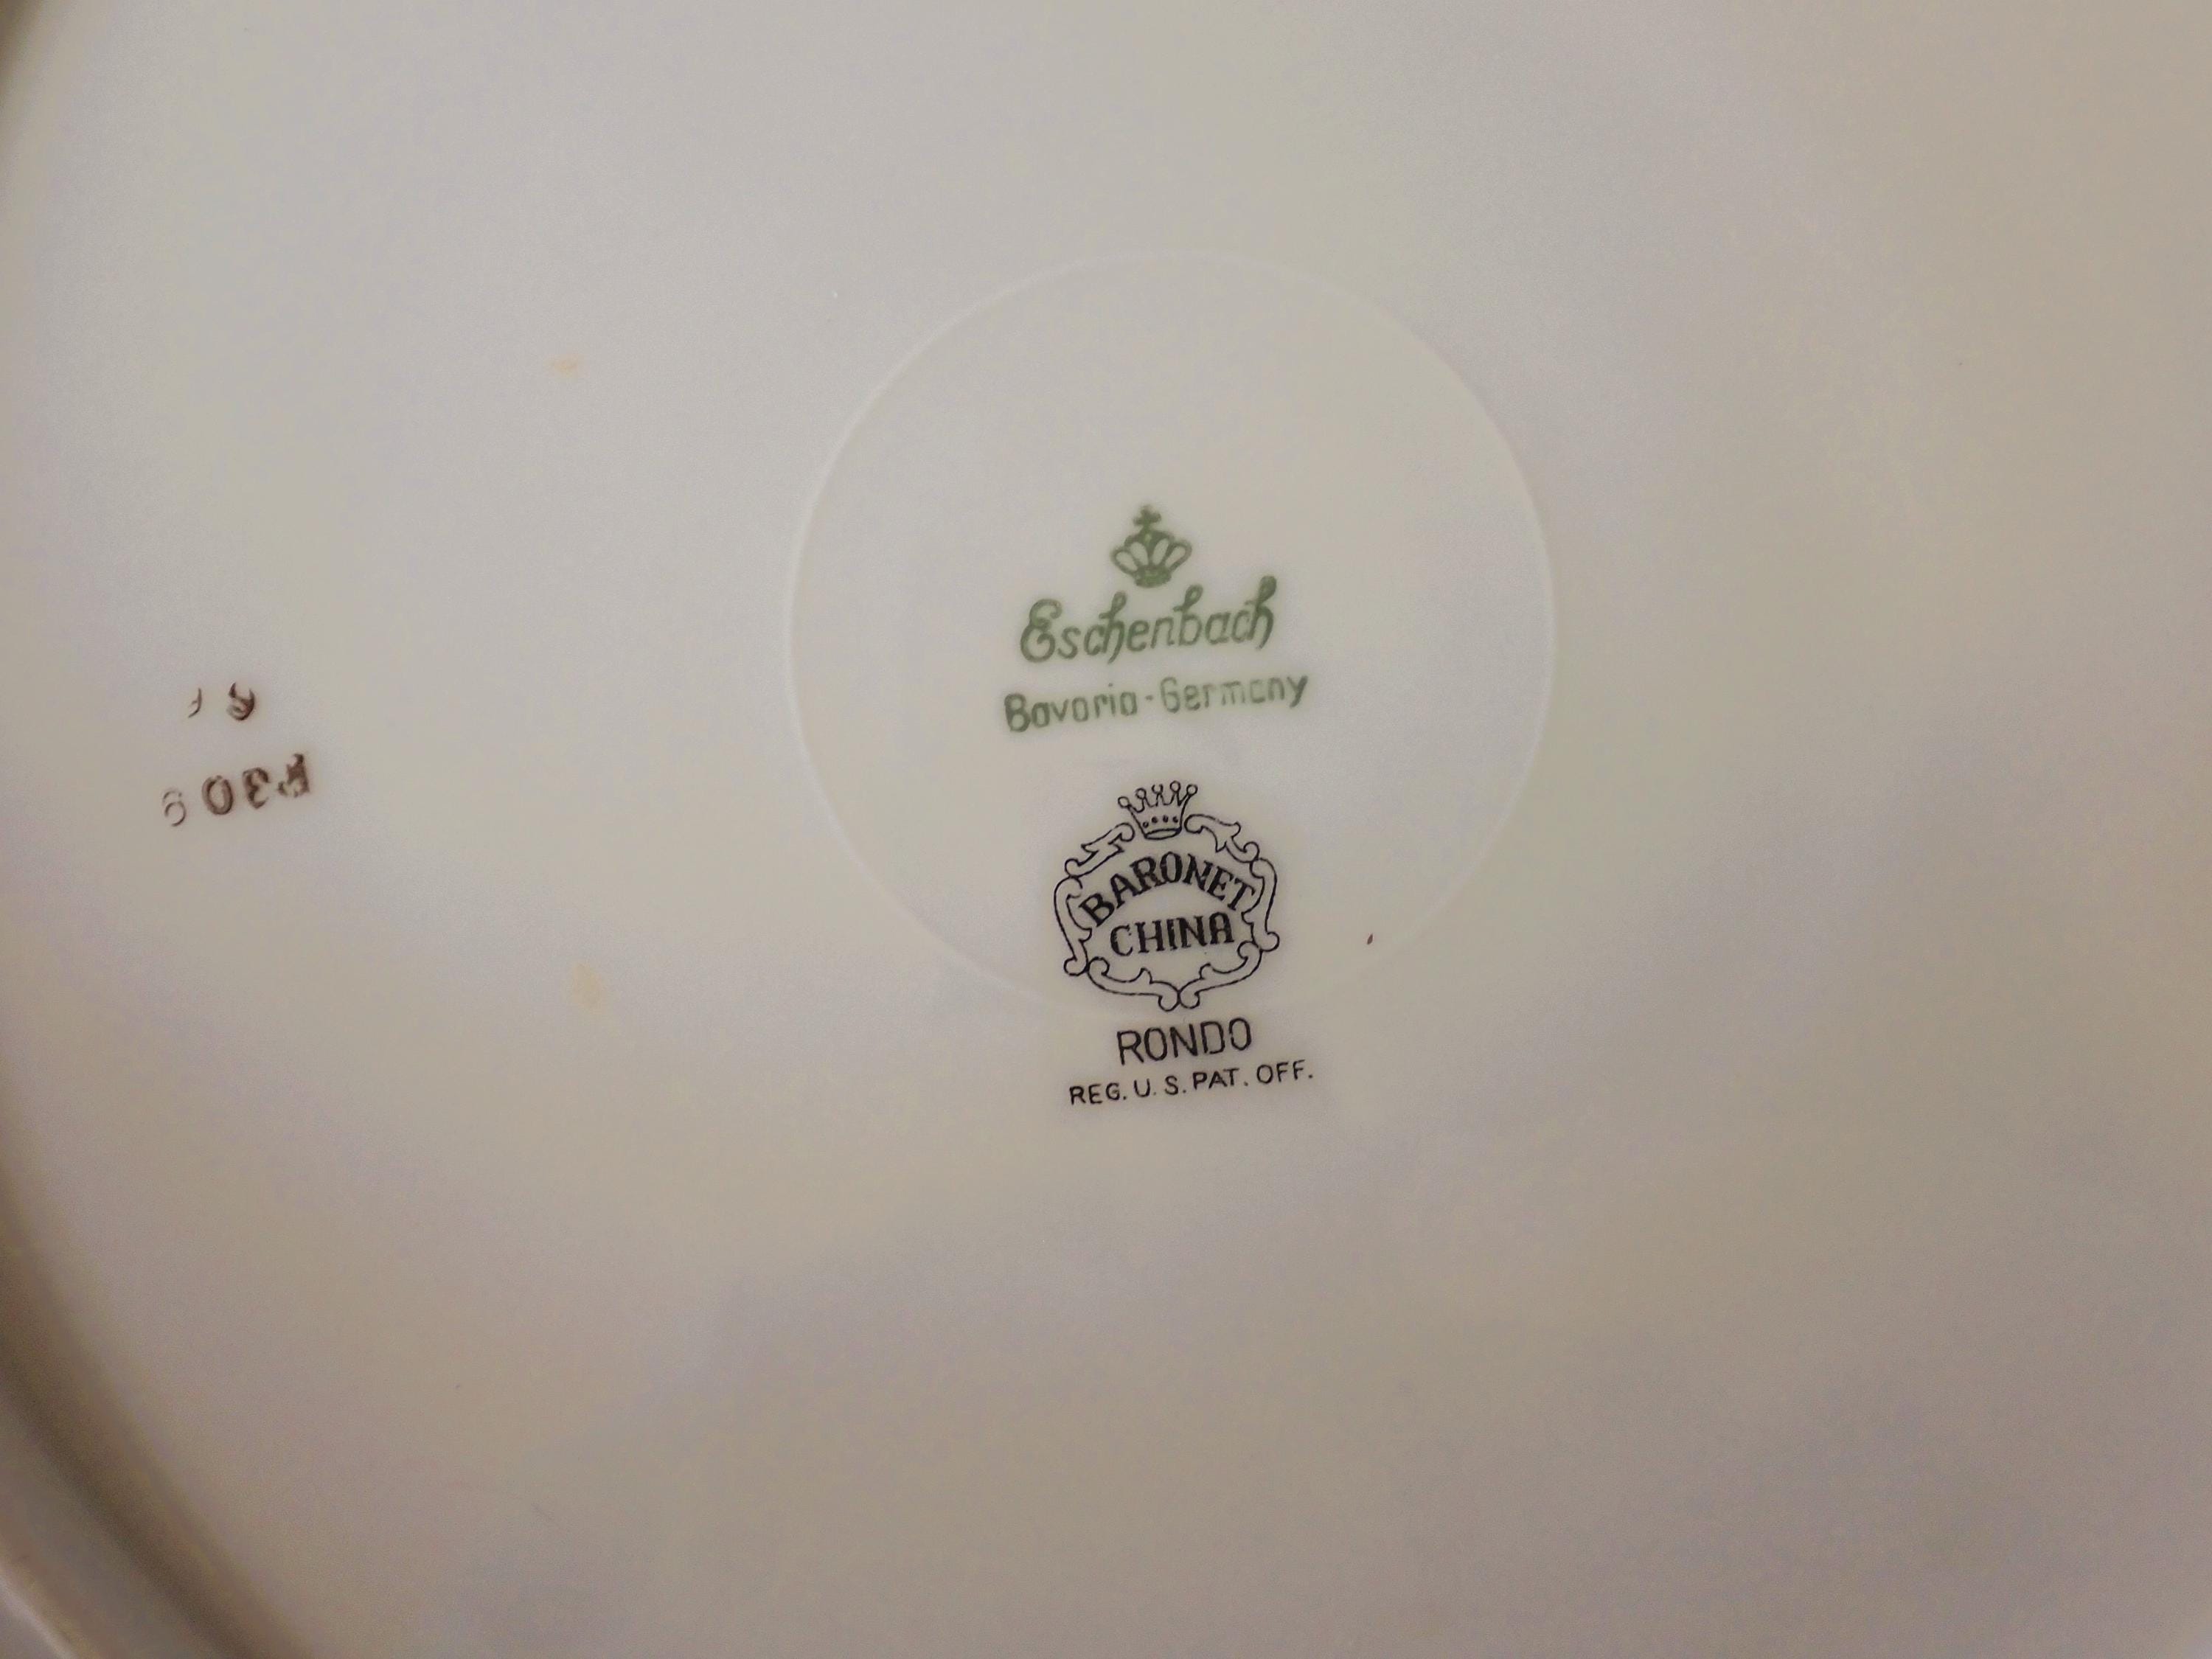 Eschenbach
Bavaria-Germany
BARONET
CHINA
RONDO
REG. U. S. PAT. OFF.